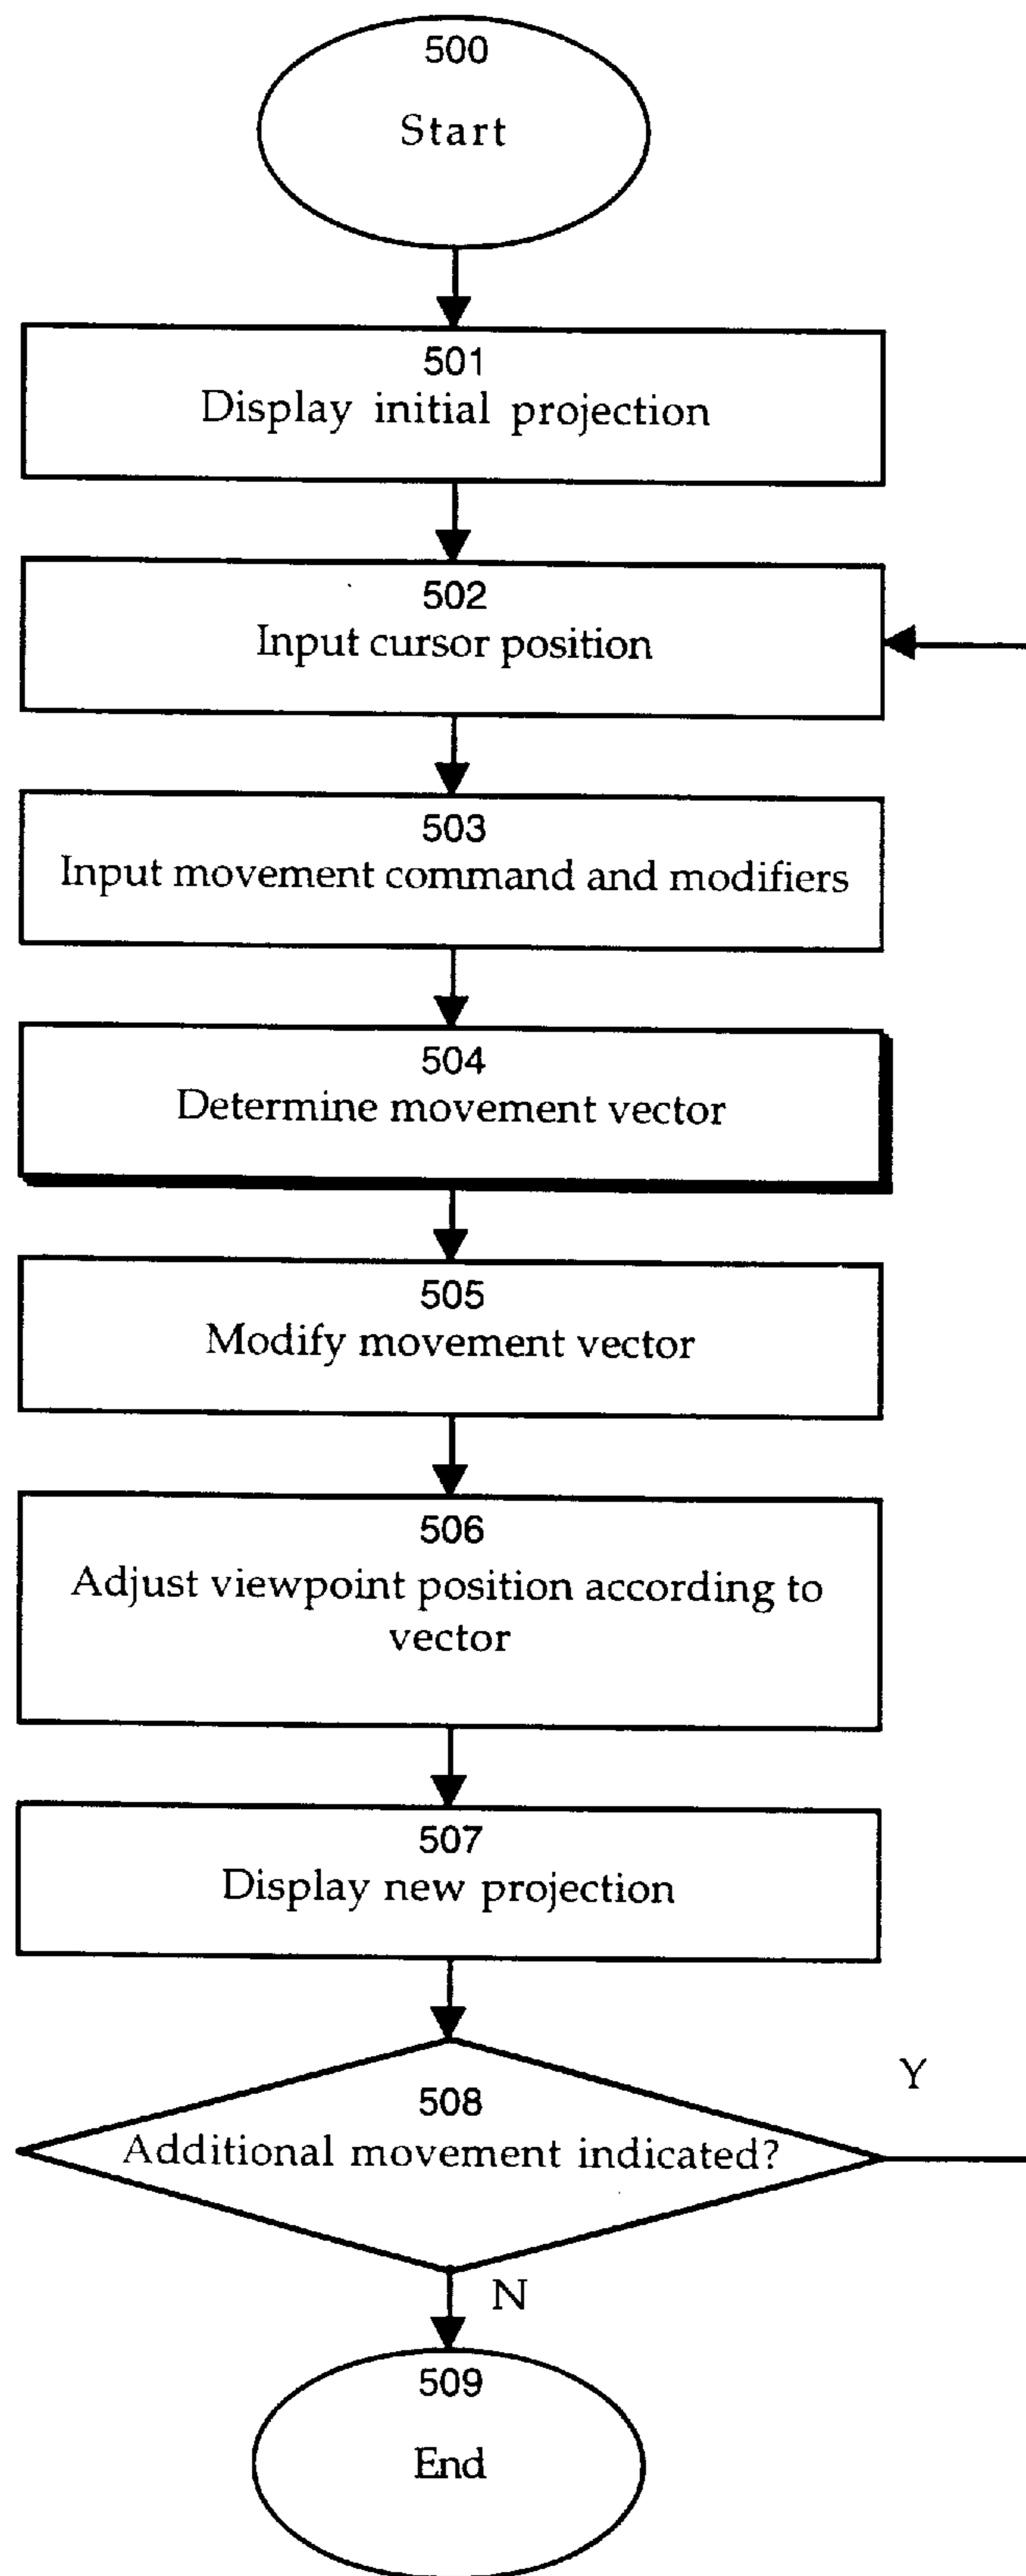 500
Start
501
Display initial projection
502
Input cursor position
503
Input movement command and modifiers
504
Determine movement vector
505
Modify movement vector
506
Adjust viewpoint position according to
vector
507
Display new projection
Y
508
Additional movement indicated?
N
509
End